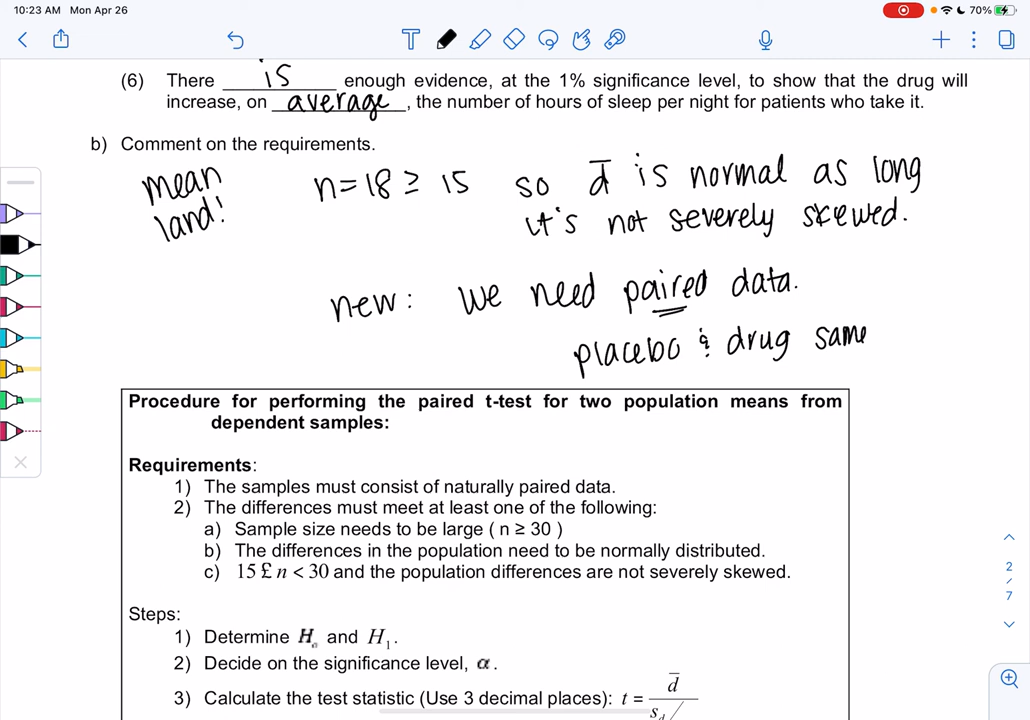 10:23 AM Mon Apr 26
70%
(6) There is enough evidence, at the 1% significance level, to show that the drug will
increase, on average, the number of hours of sleep per night for patients who take it.
b) Comment on the requirements.
mean n = 18 ≥ 15 so d̅ is normal as long
land! it's not severely skewed.
new: we need paired data.
placebo & drug same
Procedure for performing the paired t-test for two population means from
dependent samples:
Requirements:
1) The samples must consist of naturally paired data.
2) The differences must meet at least one of the following:
a) Sample size needs to be large ( n ≥ 30 )
b) The differences in the population need to be normally distributed.
c) 15 £ n < 30 and the population differences are not severely skewed.
2
/
7
Steps:
1) Determine H₀ and H₁.
2) Decide on the significance level, α.
3) Calculate the test statistic (Use 3 decimal places): t = d̅ / s_d /